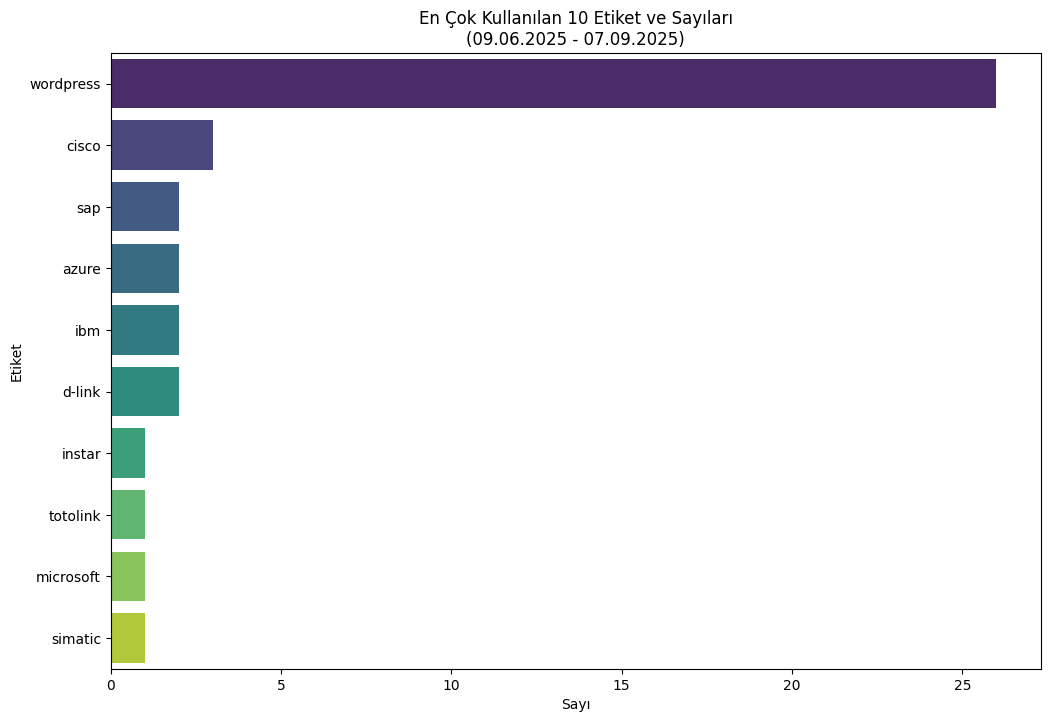 En Çok Kullanılan 10 Etiket ve Sayıları
(09.06.2025 - 07.09.2025)
wordpress
cisco
sap
azure
ibm
d-link
instar
totolink
microsoft
simatic
Etiket
0 5 10 15 20 25
Sayı